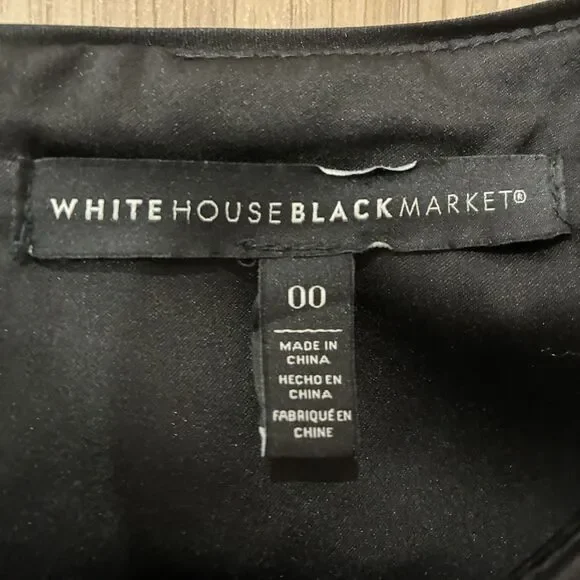 WHITEHOUSEBLACKMARKET®
00
MADE IN
CHINA
HECHO EN
CHINA
FABRIQUÉ EN
CHINE